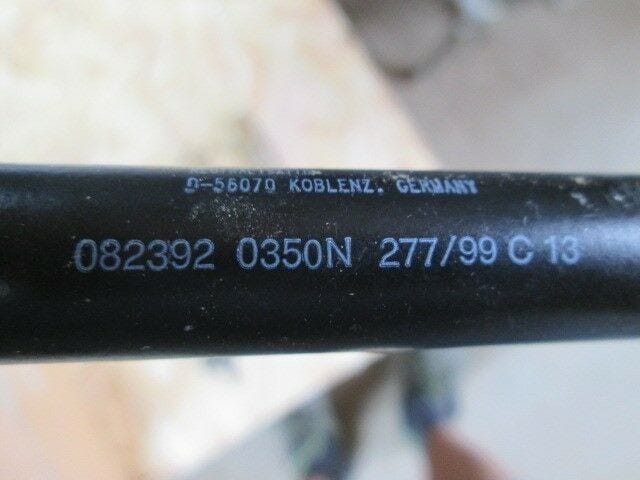 D-56070 KOBLENZ. GERMANY
082392 0350N 277/99 C 13